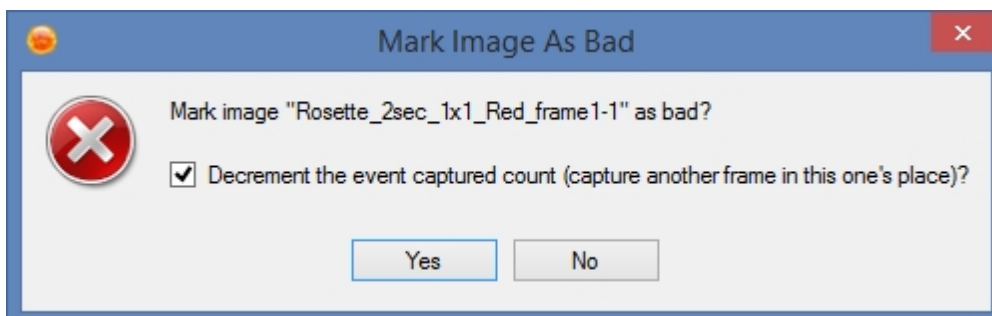 Mark Image As Bad
Mark image "Rosette_2sec_1x1_Red_frame1-1" as bad?
Decrement the event captured count (capture another frame in this one's place)?
Yes No